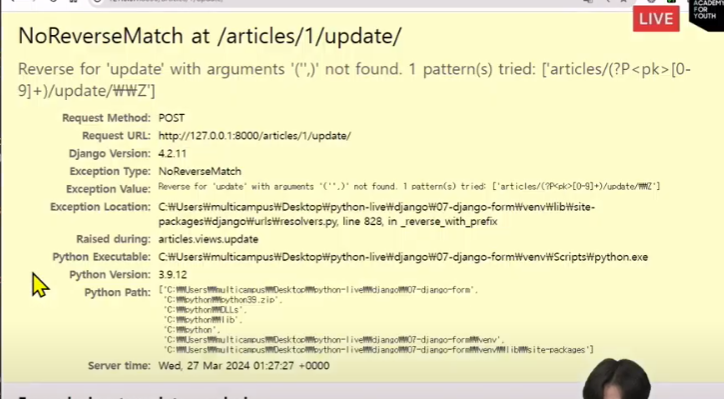 LIVE
ACADEMY
FOR
YOUTH
NoReverseMatch at /articles/1/update/
Reverse for 'update' with arguments '('',)' not found. 1 pattern(s) tried: ['articles/(?P<pk>[0-
9]+)/update/₩₩Z']
Request Method: POST
Request URL: http://127.0.0.1:8000/articles/1/update/
Django Version: 4.2.11
Exception Type: NoReverseMatch
Exception Value: Reverse for 'update' with arguments '('',)' not found. 1 pattern(s) tried: ['articles/(?P<pk>[0-9]+)/update/₩₩Z']
Exception Location: C:₩Users₩multicampus₩Desktop₩python-live₩django₩07-django-form₩venv₩lib₩site-
packages₩django₩urls₩resolvers.py, line 828, in _reverse_with_prefix
Raised during: articles.views.update
Python Executable: C:₩Users₩multicampus₩Desktop₩python-live₩django₩07-django-form₩venv₩Scripts₩python.exe
Python Version: 3.9.12
Python Path: ['C:₩₩Users₩₩multicampus₩₩Desktop₩₩python-live₩₩django₩₩07-django-form',
'C:₩₩python₩₩python39.zip',
'C:₩₩python₩₩DLLs',
'C:₩₩python₩₩lib',
'C:₩₩python',
'C:₩₩Users₩₩multicampus₩₩Desktop₩₩python-live₩₩django₩₩07-django-form₩₩venv',
'C:₩₩Users₩₩multicampus₩₩Desktop₩₩python-live₩₩django₩₩07-django-form₩₩venv₩₩lib₩₩site-packages']
Server time: Wed, 27 Mar 2024 01:27:27 +0000